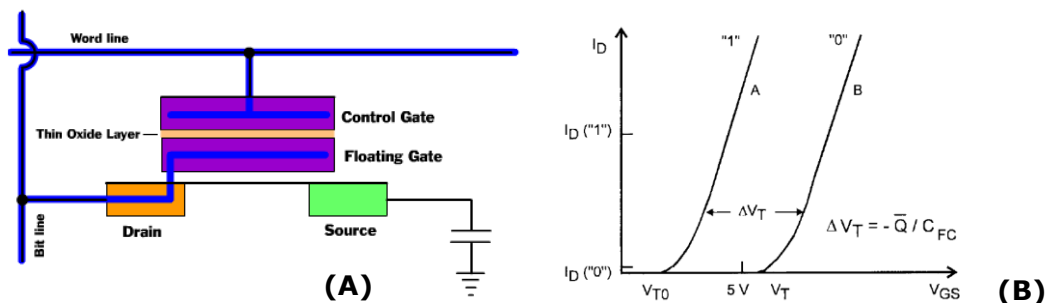 Word line
Control Gate
Thin Oxide Layer
Floating Gate
Bit line
Drain
Source
(A)
I_D
"1"
"0"
A
B
I_D ("1")
ΔV_T
ΔV_T = - Q̅ / C_FC
I_D ("0")
V_T0
5 V
V_T
V_GS
(B)